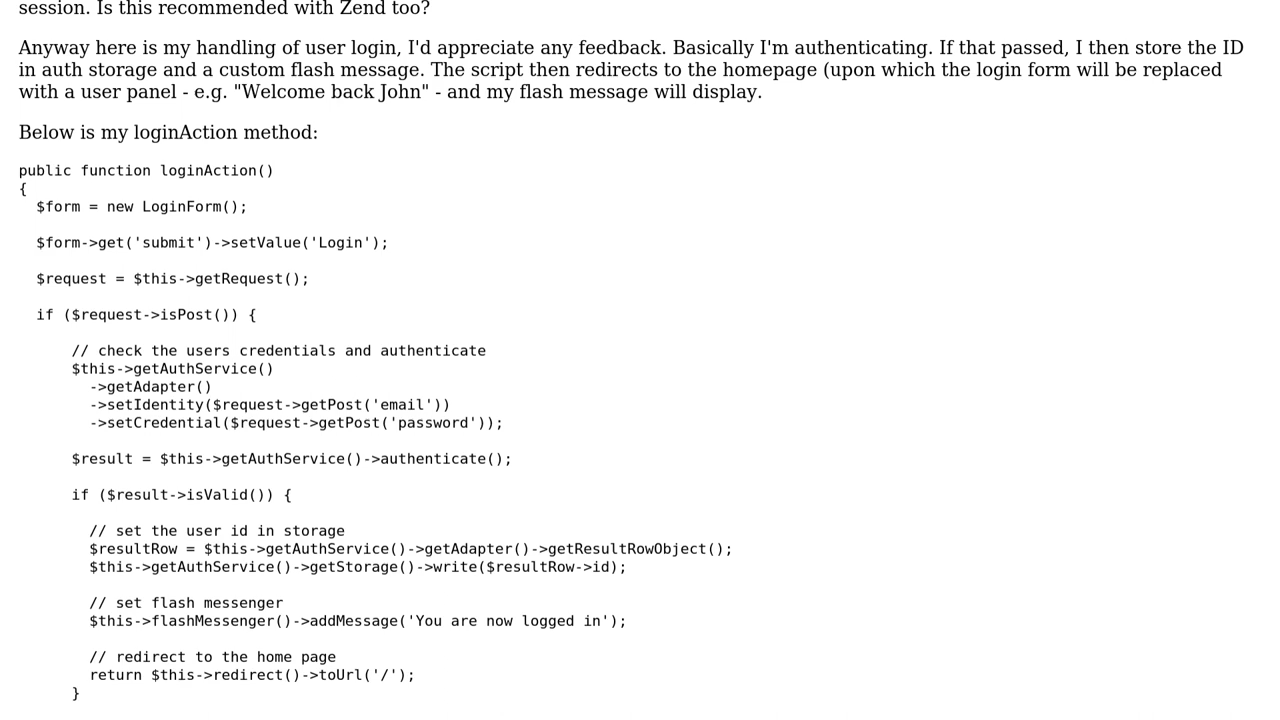 session. Is this recommended with Zend too?
Anyway here is my handling of user login, I'd appreciate any feedback. Basically I'm authenticating. If that passed, I then store the ID
in auth storage and a custom flash message. The script then redirects to the homepage (upon which the login form will be replaced
with a user panel - e.g. "Welcome back John" - and my flash message will display.
Below is my loginAction method:
public function loginAction()
{
  $form = new LoginForm();
  $form->get('submit')->setValue('Login');
  $request = $this->getRequest();
  if ($request->isPost()) {
      // check the users credentials and authenticate
      $this->getAuthService()
        ->getAdapter()
        ->setIdentity($request->getPost('email'))
        ->setCredential($request->getPost('password'));
      $result = $this->getAuthService()->authenticate();
      if ($result->isValid()) {
        // set the user id in storage
        $resultRow = $this->getAuthService()->getAdapter()->getResultRowObject();
        $this->getAuthService()->getStorage()->write($resultRow->id);
        // set flash messenger
        $this->flashMessenger()->addMessage('You are now logged in');
        // redirect to the home page
        return $this->redirect()->toUrl('/');
      }